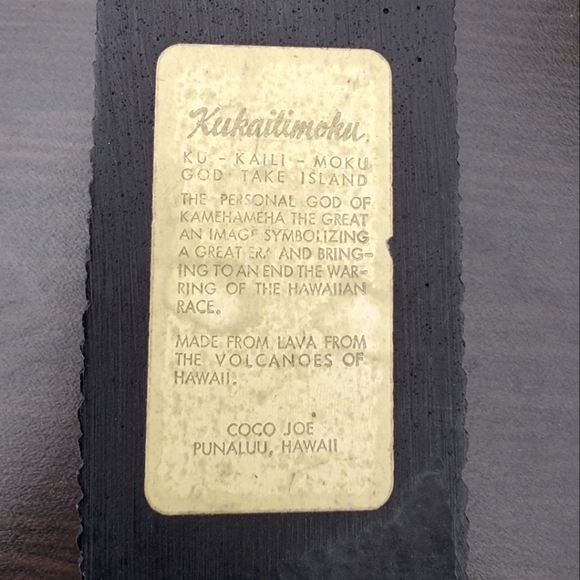 Kukailimoku
KU - KAILI - MOKU
GOD TAKE ISLAND
THE PERSONAL GOD OF
KAMEHAMEHA THE GREAT
AN IMAGE SYMBOLIZING
A GREAT ERA AND BRING-
ING TO AN END THE WAR-
RING OF THE HAWAIIAN
RACE.
MADE FROM LAVA FROM
THE VOLCANOES OF
HAWAII.
COCO JOE
PUNALUU, HAWAII